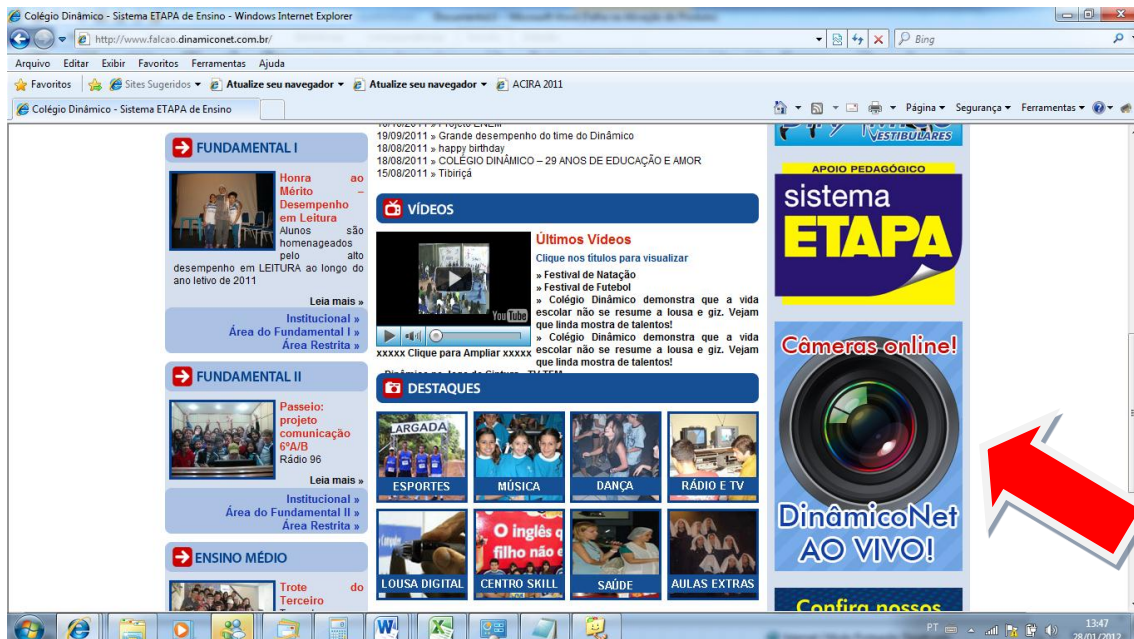 Colégio Dinâmico - Sistema ETAPA de Ensino - Windows Internet Explorer
http://www.falcao.dinamiconet.com.br/
Bing
Arquivo Editar Exibir Favoritos Ferramentas Ajuda
Favoritos Sites Sugeridos Atualize seu navegador Atualize seu navegador ACIRA 2011
Colégio Dinâmico - Sistema ETAPA de Ensino
Página Segurança Ferramentas
FUNDAMENTAL I
Honra ao
Mérito –
Desempenho
em Leitura
Alunos são
homenageados
pelo alto
desempenho em LEITURA ao longo do
ano letivo de 2011
Leia mais »
Institucional »
Área do Fundamental I »
Área Restrita »
FUNDAMENTAL II
Passeio:
projeto
comunicação
6ºA/B
Rádio 96
Leia mais »
Institucional »
Área do Fundamental II »
Área Restrita »
ENSINO MÉDIO
Trote do
Terceiro
19/09/2011 » Grande desempenho do time do Dinâmico
18/08/2011 » happy birthday
18/08/2011 » COLÉGIO DINÂMICO – 29 ANOS DE EDUCAÇÃO E AMOR
15/08/2011 » Tibiriçá
VÍDEOS
YouTube
xxxxx Clique para Ampliar xxxxx
Últimos Vídeos
Clique nos títulos para visualizar
» Festival de Natação
» Festival de Futebol
» Colégio Dinâmico demonstra que a vida
escolar não se resume a lousa e giz. Vejam
que linda mostra de talentos!
» Colégio Dinâmico demonstra que a vida
escolar não se resume a lousa e giz. Vejam
que linda mostra de talentos!
DESTAQUES
LARGADA
ESPORTES
MÚSICA
DANÇA
RÁDIO E TV
O inglês q
filho não e
LOUSA DIGITAL
CENTRO SKILL
SAÚDE
AULAS EXTRAS
VESTIBULARES
APOIO PEDAGÓGICO
sistema
ETAPA
Câmeras online!
DinâmicoNet
AO VIVO!
Confira nossos
PT
13:47
28/01/2012